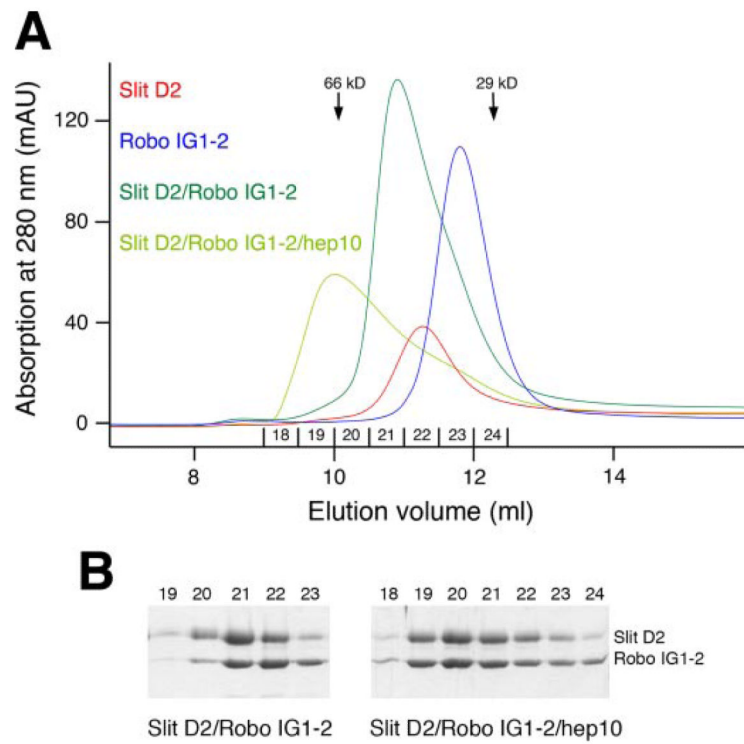 A
Absorption at 280 nm (mAU)
120
80
40
0
Slit D2
Robo IG1-2
Slit D2/Robo IG1-2
Slit D2/Robo IG1-2/hep10
66 kD
29 kD
18 19 20 21 22 23 24
8 10 12 14
Elution volume (ml)
B
19 20 21 22 23
18 19 20 21 22 23 24
Slit D2
Robo IG1-2
Slit D2/Robo IG1-2
Slit D2/Robo IG1-2/hep10